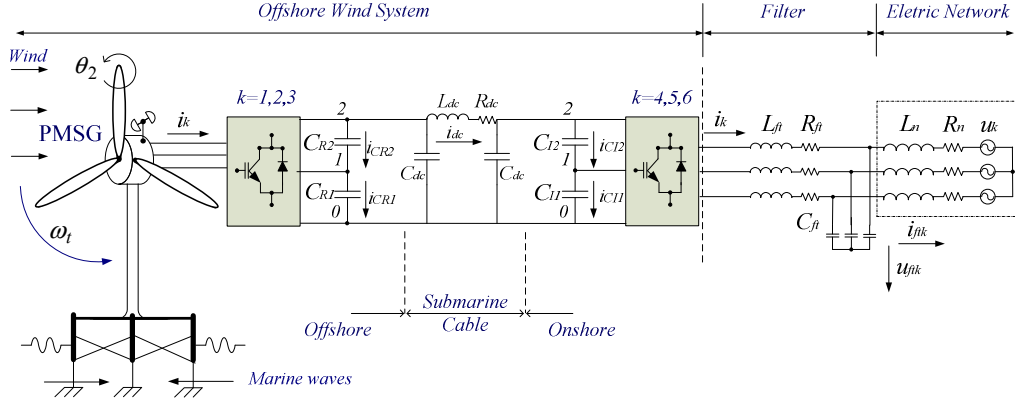 Offshore Wind System
Filter
Eletric Network
Wind
θ2
PMSG
ωt
ik
k=1,2,3
2
1
0
CR2
CR1
iCR2
iCR1
Ldc
Rdc
idc
Cdc
Cdc
2
1
0
CI2
CI1
iCI2
iCI1
k=4,5,6
ik
Lft
Rft
Cft
Ln
Rn
uk
iftk
uftk
Offshore
Submarine
Cable
Onshore
Marine waves